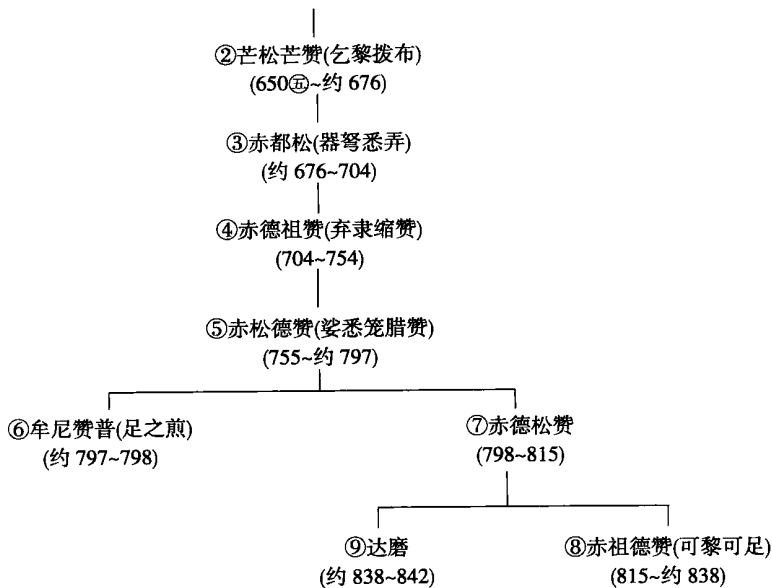 ②芒松芒赞(乞黎拨布)
(650㊄~约 676)
③赤都松(器弩悉弄)
(约 676~704)
④赤德祖赞(弃隶缩赞)
(704~754)
⑤赤松德赞(娑悉笼腊赞)
(755~约 797)
⑥牟尼赞普(足之煎)
(约 797~798)
⑦赤德松赞
(798~815)
⑨达磨
(约 838~842)
⑧赤祖德赞(可黎可足)
(815~约 838)